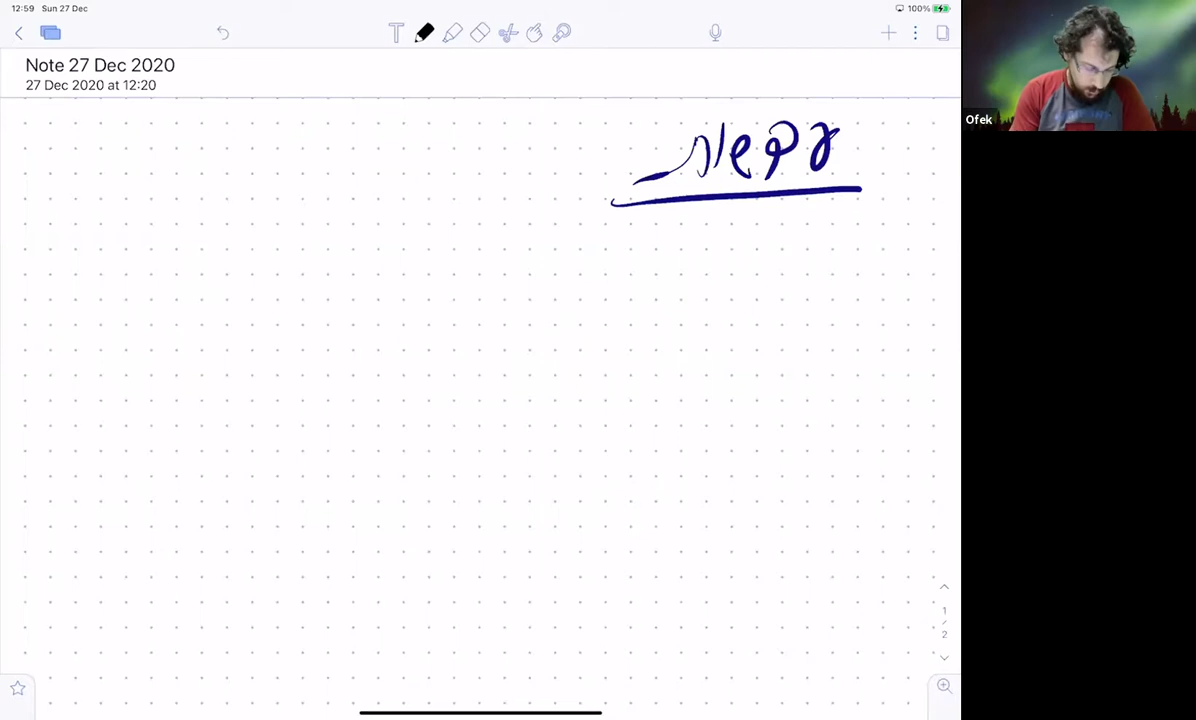 12:59 Sun 27 Dec
100%
Note 27 Dec 2020
27 Dec 2020 at 12:20
T
1
/
2
Ofek